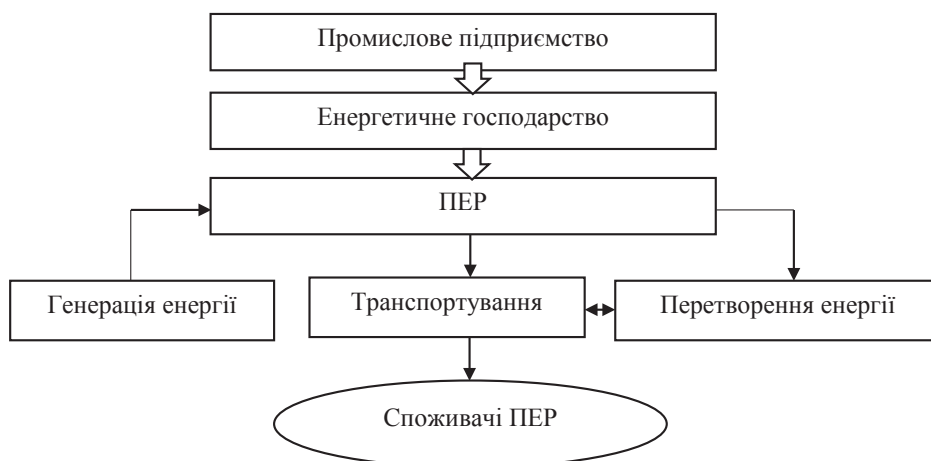 Промислове підприємство
Енергетичне господарство
ПЕР
Генерація енергії
Транспортування
Перетворення енергії
Споживачі ПЕР